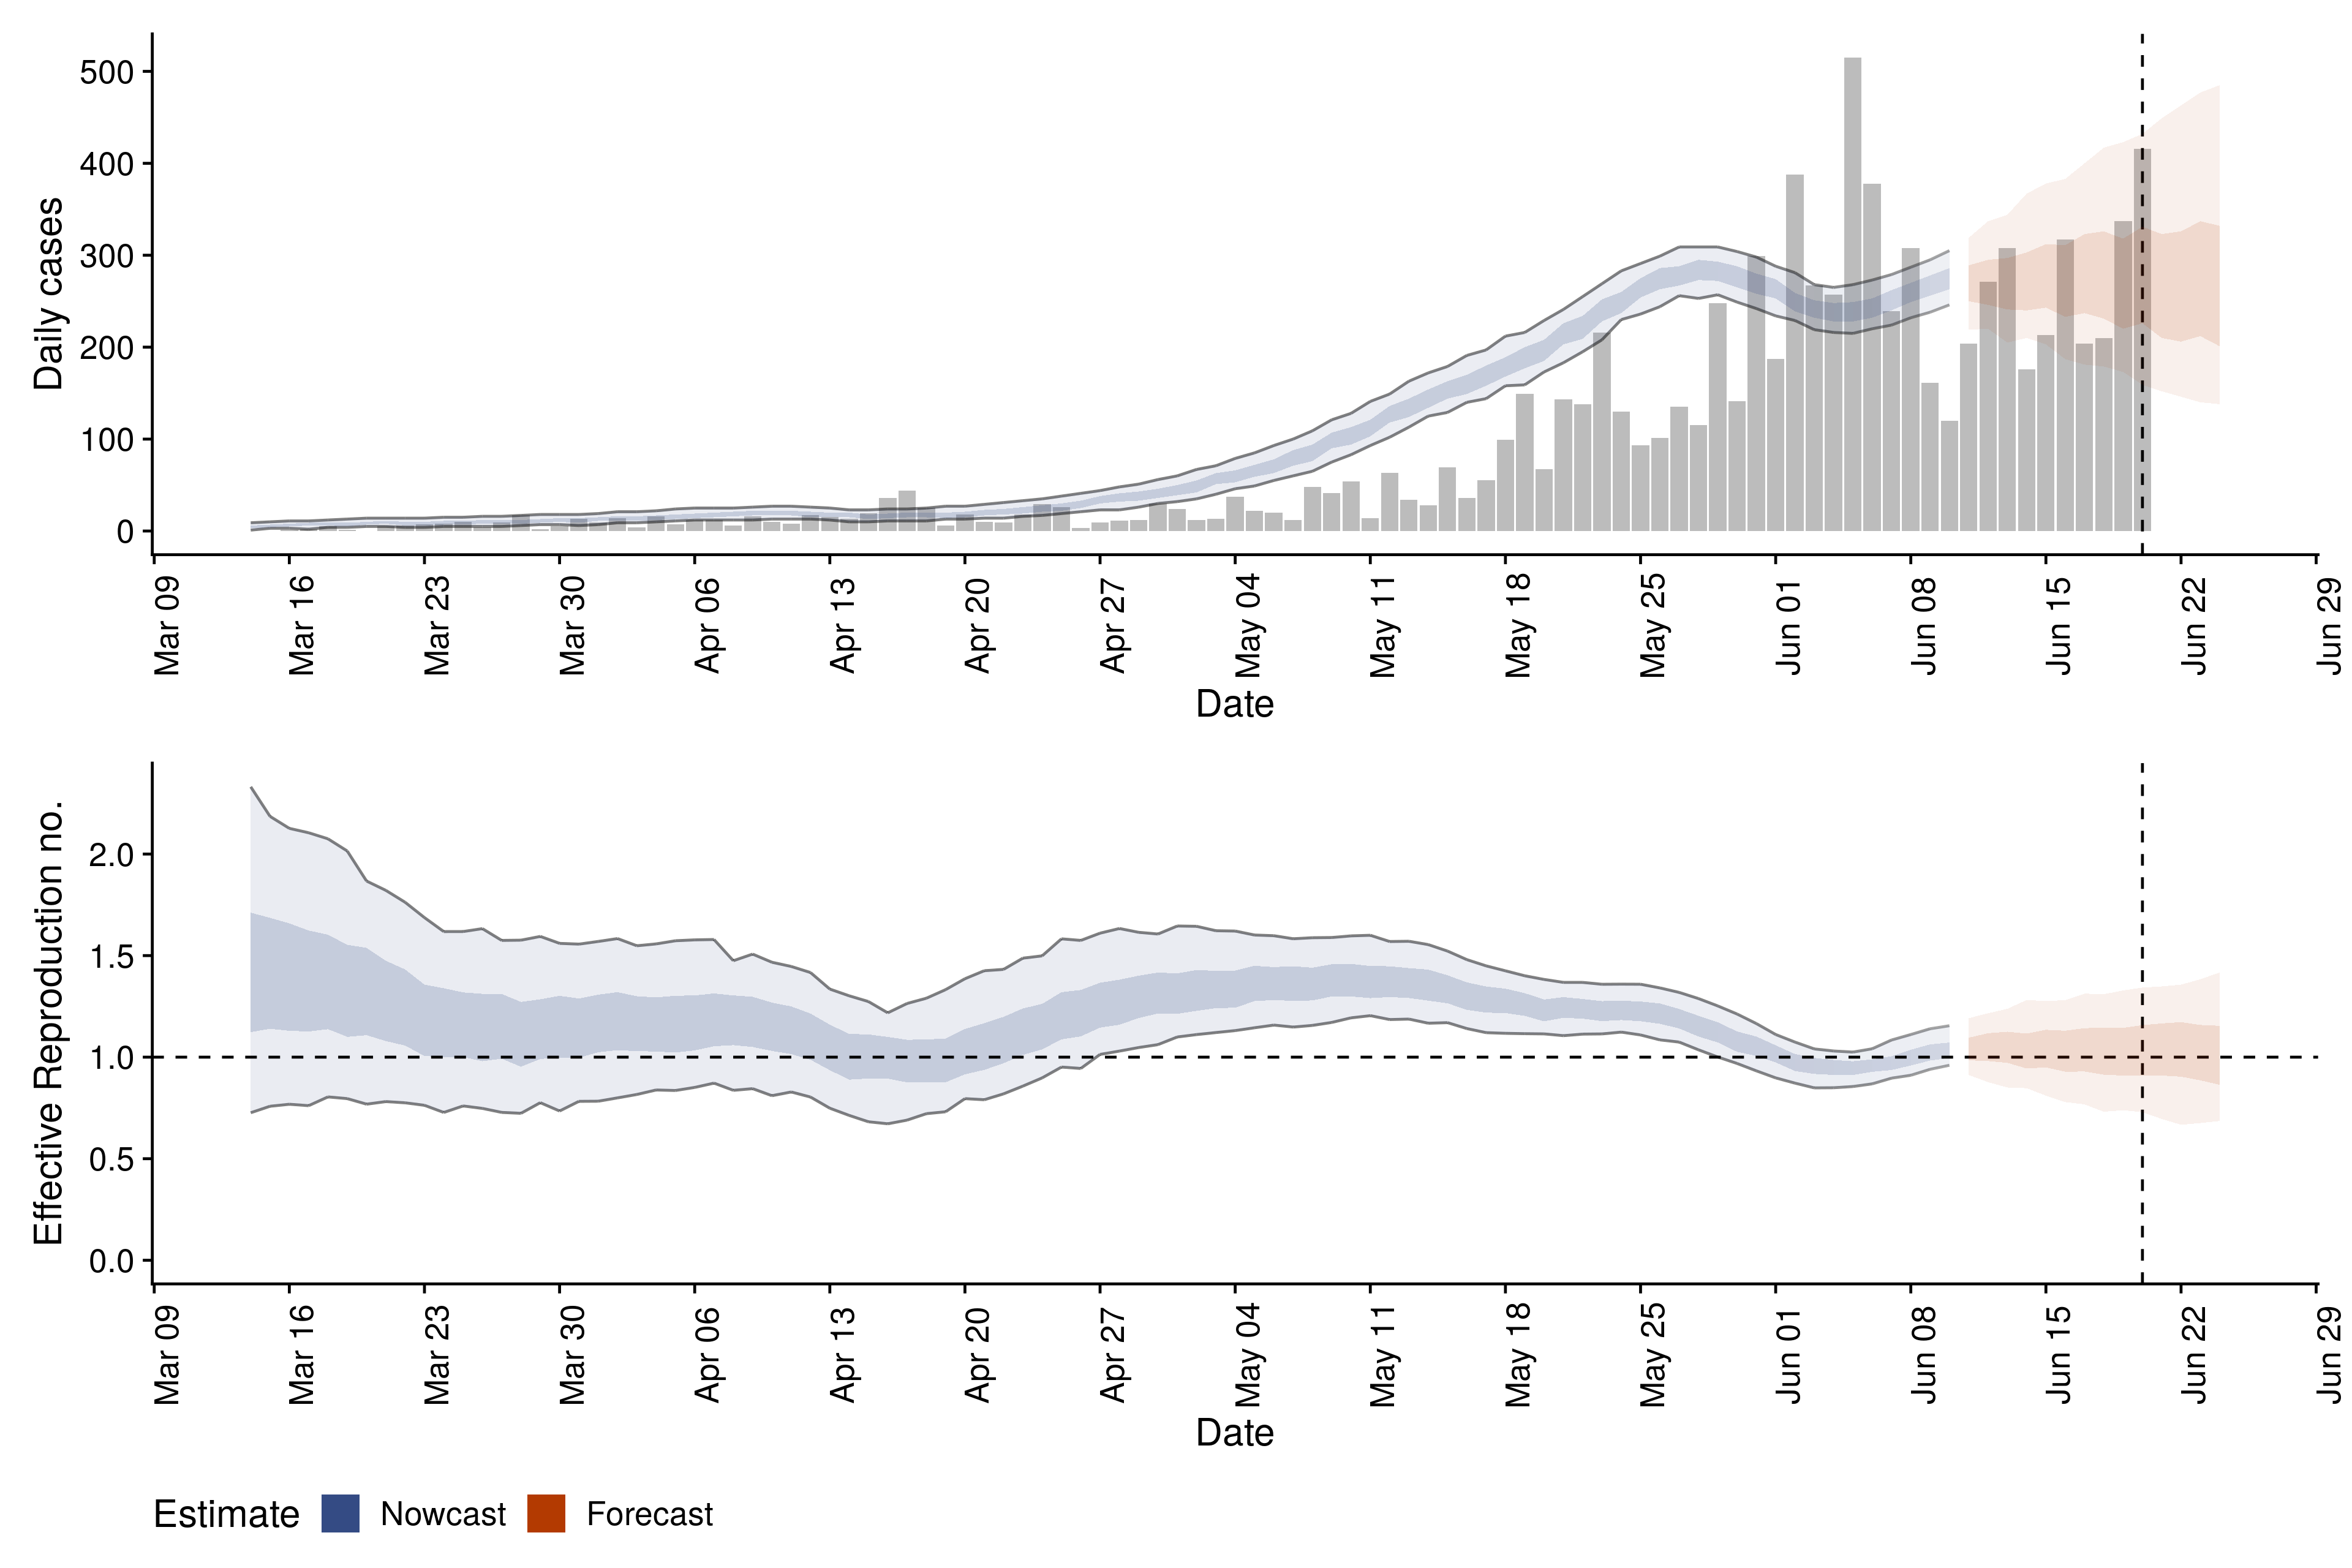 500
400
300
200
100
0
Daily cases
Mar 09
Mar 16
Mar 23
Mar 30
Apr 06
Apr 13
Apr 20
Apr 27
May 04
May 11
May 18
May 25
Jun 01
Jun 08
Jun 15
Jun 22
Jun 29
Date
2.0
1.5
1.0
0.5
0.0
Effective Reproduction no.
Mar 09
Mar 16
Mar 23
Mar 30
Apr 06
Apr 13
Apr 20
Apr 27
May 04
May 11
May 18
May 25
Jun 01
Jun 08
Jun 15
Jun 22
Jun 29
Date
Estimate Nowcast Forecast